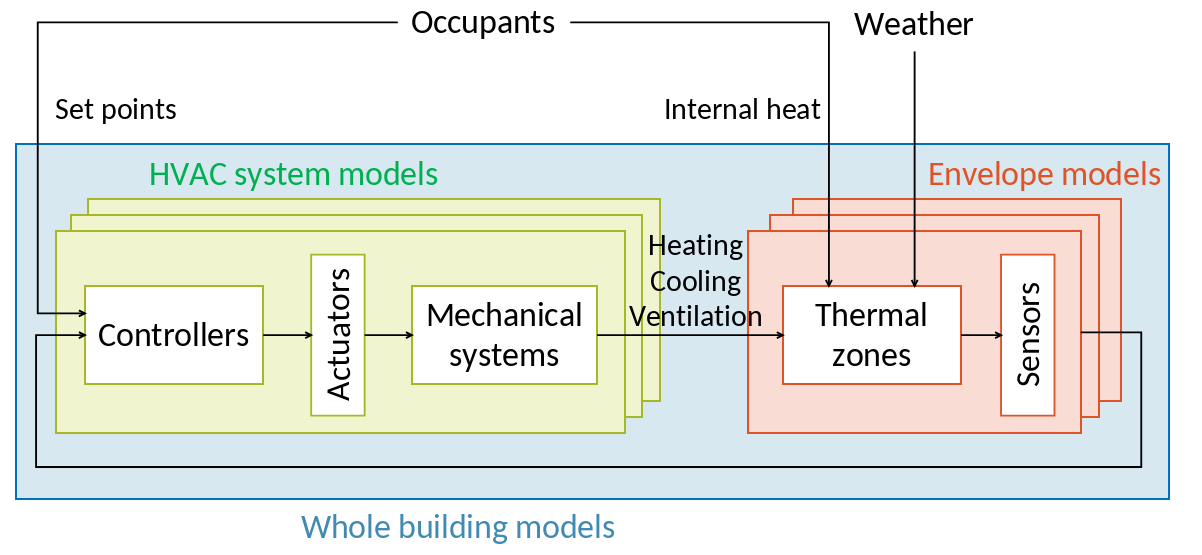 Occupants
Weather
Set points
Internal heat
HVAC system models
Envelope models
Heating
Cooling
Ventilation
Controllers
Actuators
Mechanical
systems
Thermal
zones
Sensors
Whole building models